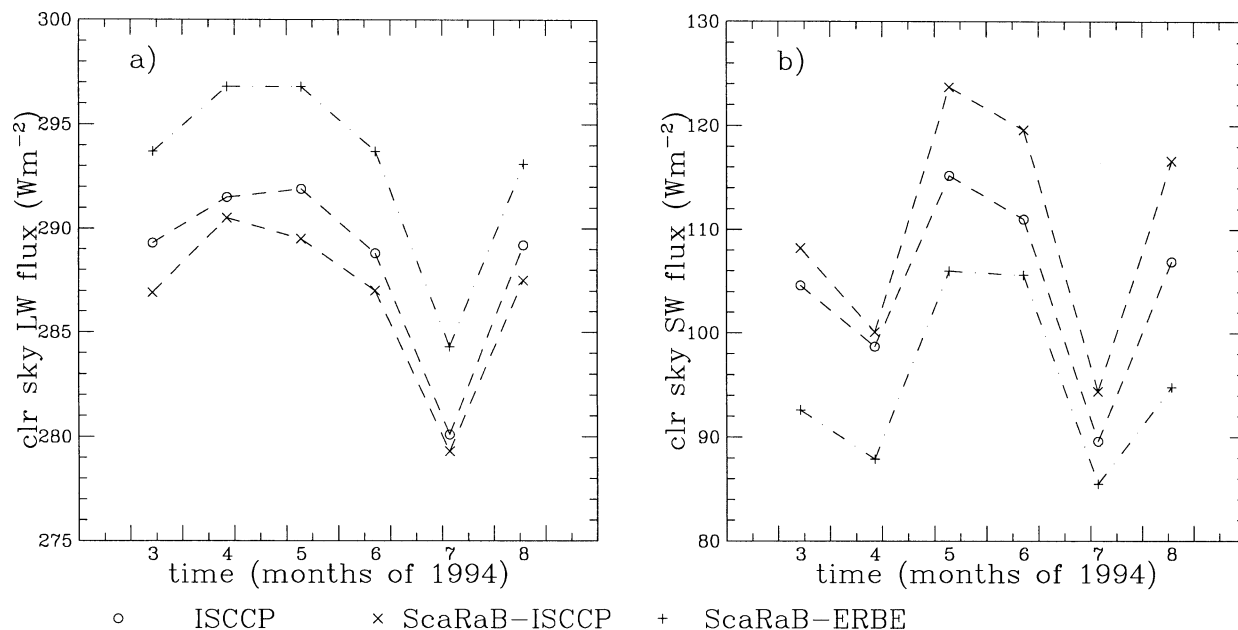 a)
clr sky LW flux (Wm−2)
300
295
290
285
280
275
3 4 5 6 7 8
time (months of 1994)
b)
clr sky SW flux (Wm−2)
130
120
110
100
90
80
3 4 5 6 7 8
time (months of 1994)
ISCCP
ScaRaB−ISCCP
ScaRaB−ERBE